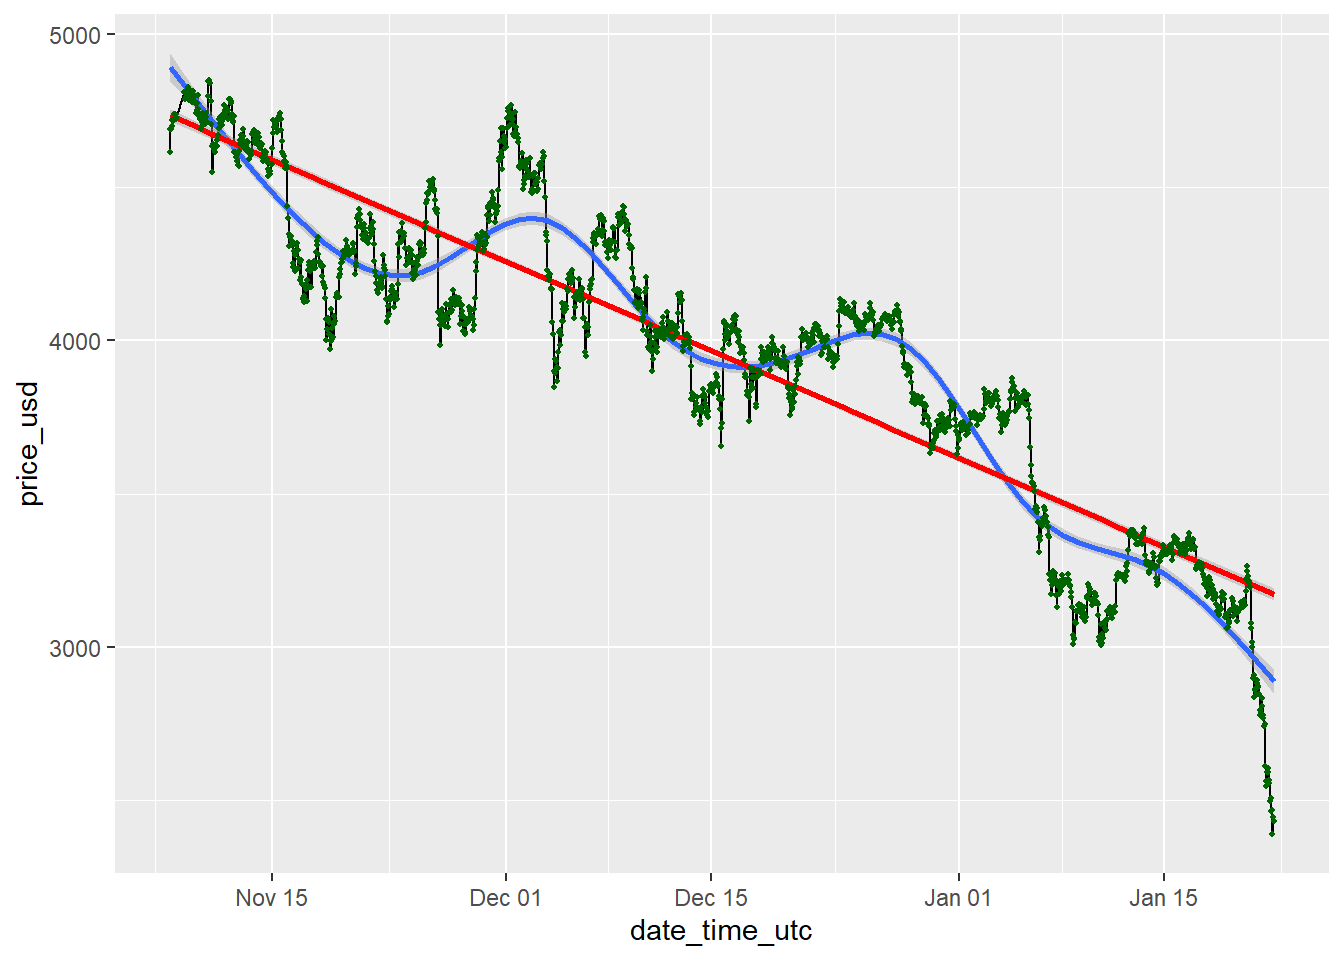 5000
4000
3000
price_usd
Nov 15
Dec 01
Dec 15
Jan 01
Jan 15
date_time_utc